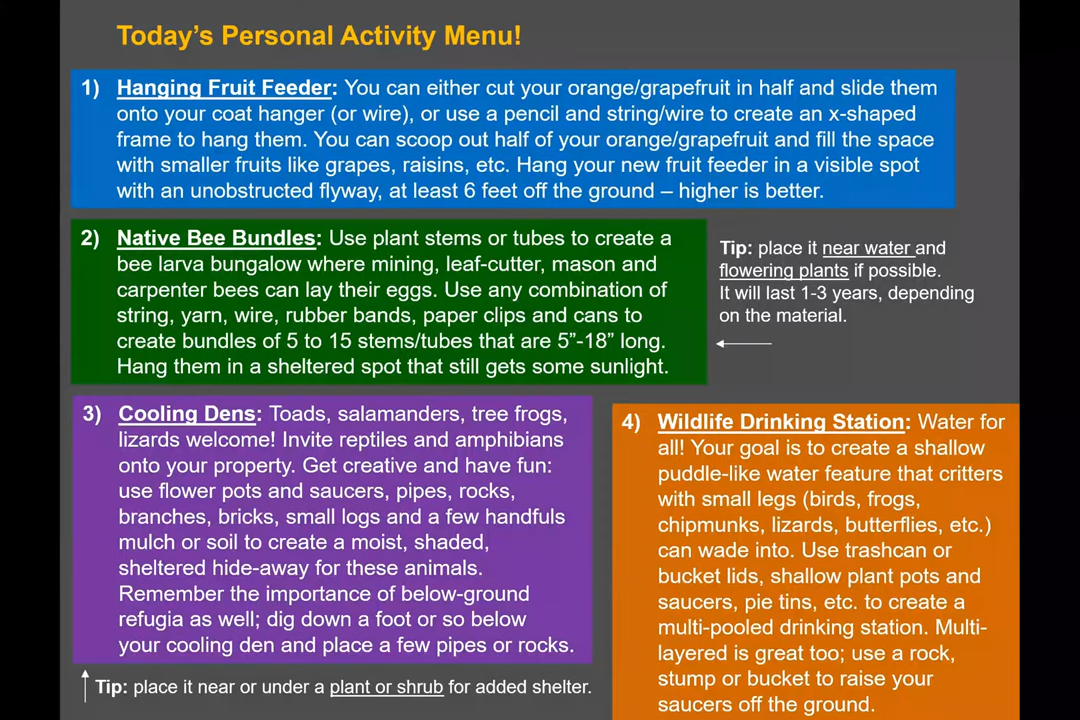 Today's Personal Activity Menu!
1) Hanging Fruit Feeder: You can either cut your orange/grapefruit in half and slide them
onto your coat hanger (or wire), or use a pencil and string/wire to create an x-shaped
frame to hang them. You can scoop out half of your orange/grapefruit and fill the space
with smaller fruits like grapes, raisins, etc. Hang your new fruit feeder in a visible spot
with an unobstructed flyway, at least 6 feet off the ground – higher is better.
2) Native Bee Bundles: Use plant stems or tubes to create a
bee larva bungalow where mining, leaf-cutter, mason and
carpenter bees can lay their eggs. Use any combination of
string, yarn, wire, rubber bands, paper clips and cans to
create bundles of 5 to 15 stems/tubes that are 5”-18” long.
Hang them in a sheltered spot that still gets some sunlight.
Tip: place it near water and
flowering plants if possible.
It will last 1-3 years, depending
on the material.
3) Cooling Dens: Toads, salamanders, tree frogs,
lizards welcome! Invite reptiles and amphibians
onto your property. Get creative and have fun:
use flower pots and saucers, pipes, rocks,
branches, bricks, small logs and a few handfuls
mulch or soil to create a moist, shaded,
sheltered hide-away for these animals.
Remember the importance of below-ground
refugia as well; dig down a foot or so below
your cooling den and place a few pipes or rocks.
Tip: place it near or under a plant or shrub for added shelter.
4) Wildlife Drinking Station: Water for
all! Your goal is to create a shallow
puddle-like water feature that critters
with small legs (birds, frogs,
chipmunks, lizards, butterflies, etc.)
can wade into. Use trashcan or
bucket lids, shallow plant pots and
saucers, pie tins, etc. to create a
multi-pooled drinking station. Multi-
layered is great too; use a rock,
stump or bucket to raise your
saucers off the ground.